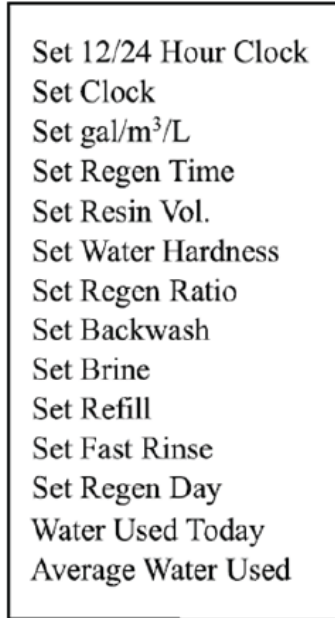 Set 12/24 Hour Clock
Set Clock
Set gal/m³/L
Set Regen Time
Set Resin Vol.
Set Water Hardness
Set Regen Ratio
Set Backwash
Set Brine
Set Refill
Set Fast Rinse
Set Regen Day
Water Used Today
Average Water Used